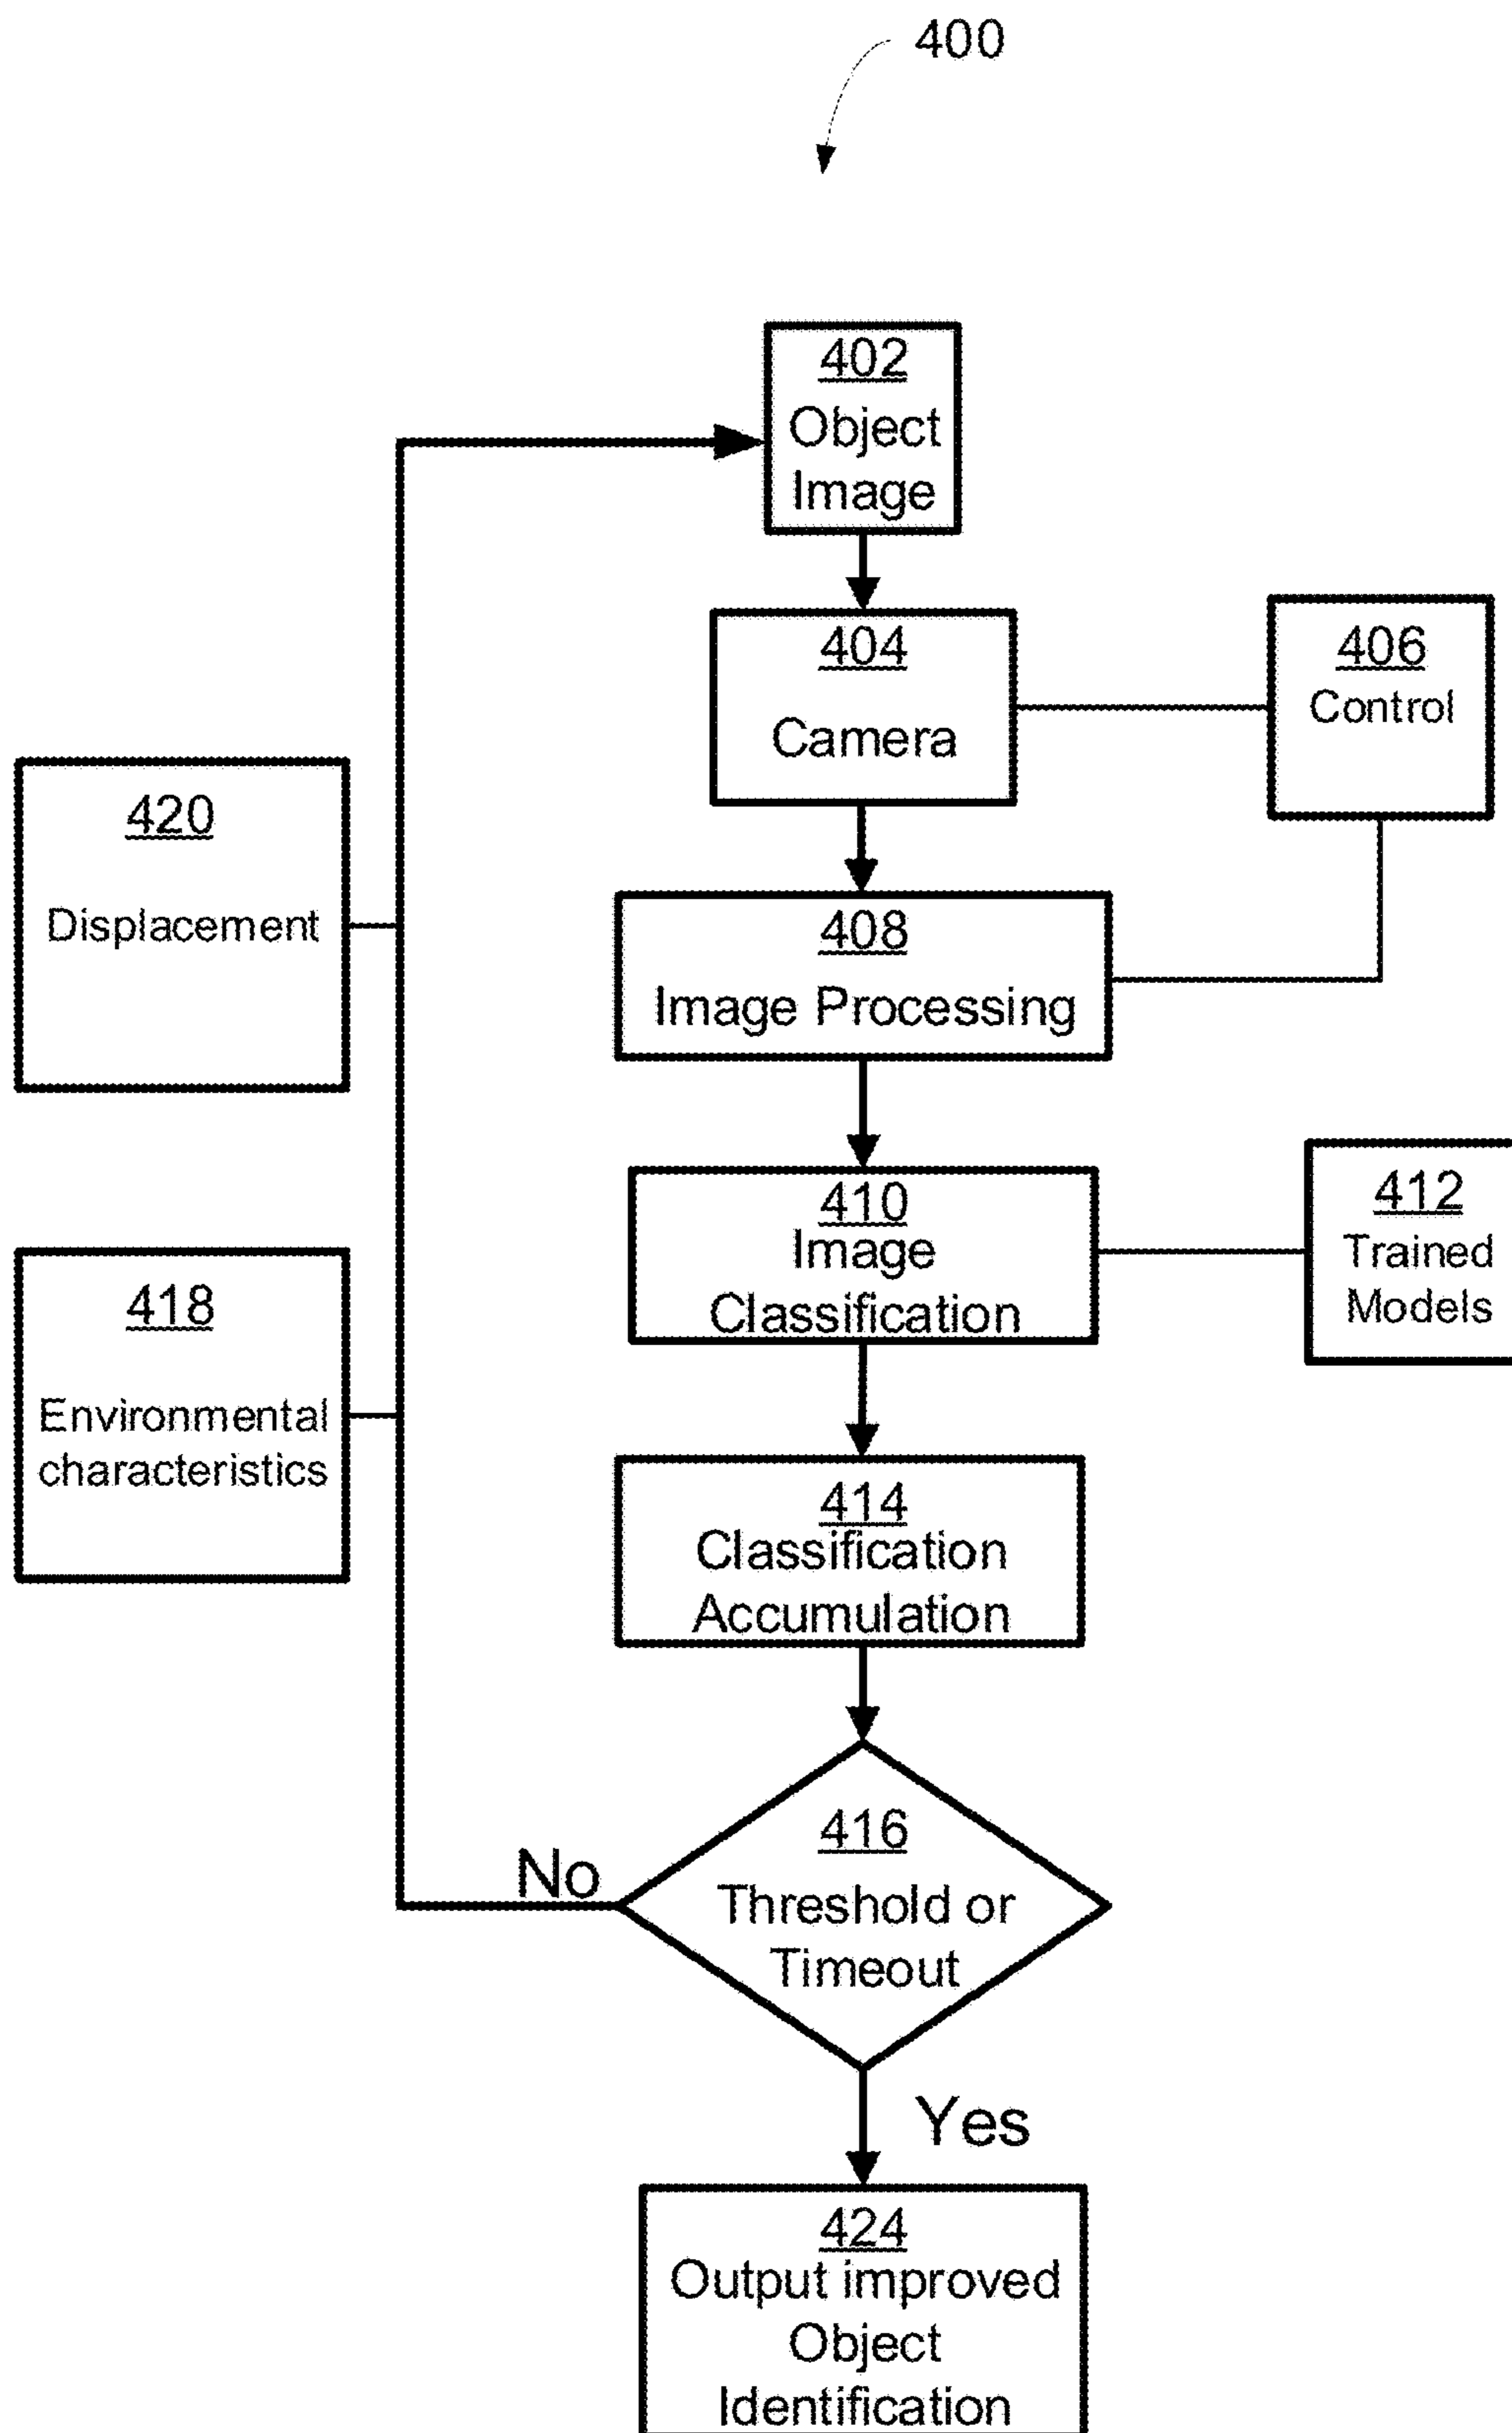 400
402
Object
Image
404
Camera
406
Control
420
Displacement
408
Image Processing
410
Image
Classification
412
Trained
Models
418
Environmental
characteristics
414
Classification
Accumulation
416
Threshold or
Timeout
No
Yes
424
Output improved
Object
Identification